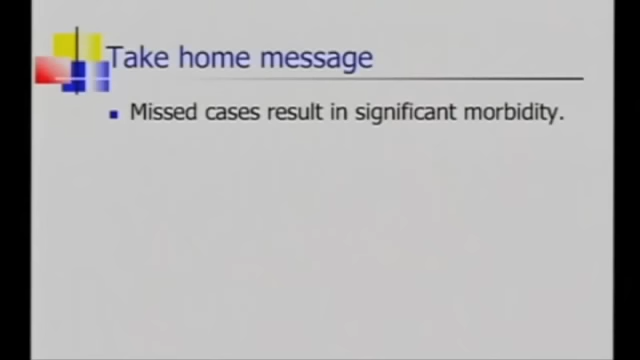 Take home message
Missed cases result in significant morbidity.